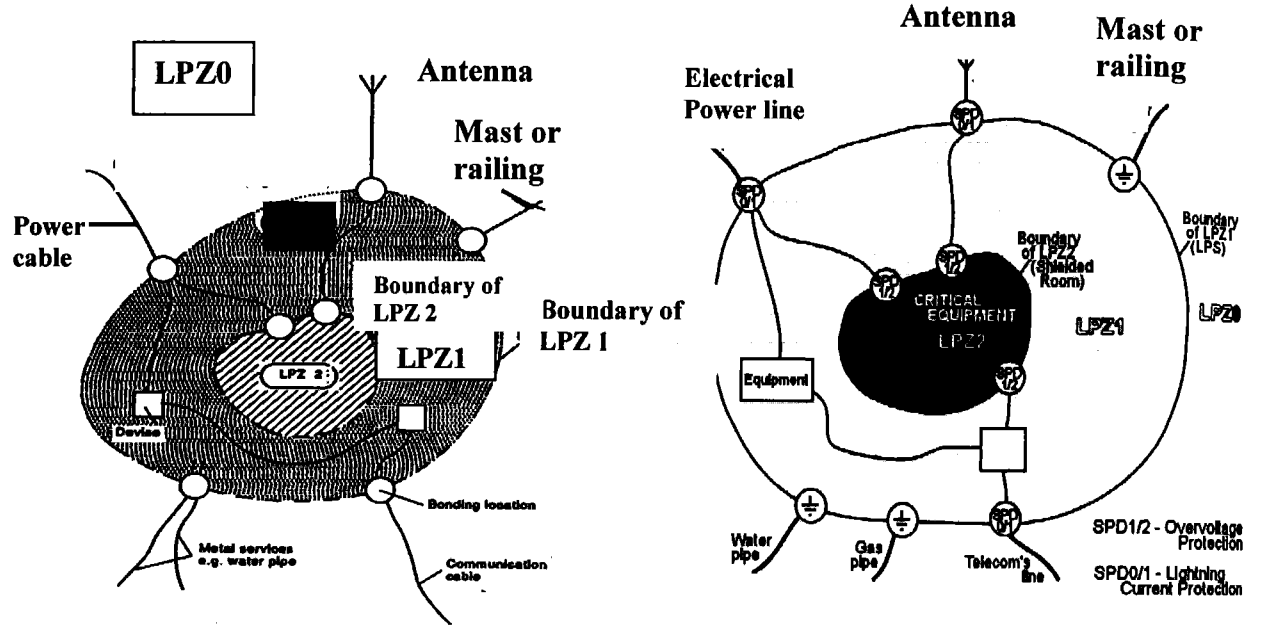 LPZ0
Antenna
Mast or
railing
Power
cable
Boundary of
LPZ 2
LPZ1
Boundary of
LPZ 1
LPZ 2
Device
Bonding location
Metal services
e.g. water pipe
Communisation
cable
Antenna
Mast or
railing
Electrical
Power line
SPD
0/1
SPD
0/1
Boundary
of LPZ1
(LPS)
SPD
1/2
SPD
1/2
Boundary
of LPZ2
(Shielded
Room)
CRITICAL
EQUIPMENT
LPZ2
LPZ1
LPZ0
Equipment
SPD
1/2
SPD
0/1
Water
pipe
Gas
pipe
Telecom's
line
SPD1/2 - Overvoltage
Protection
SPD0/1 - Lightning
Current Protection